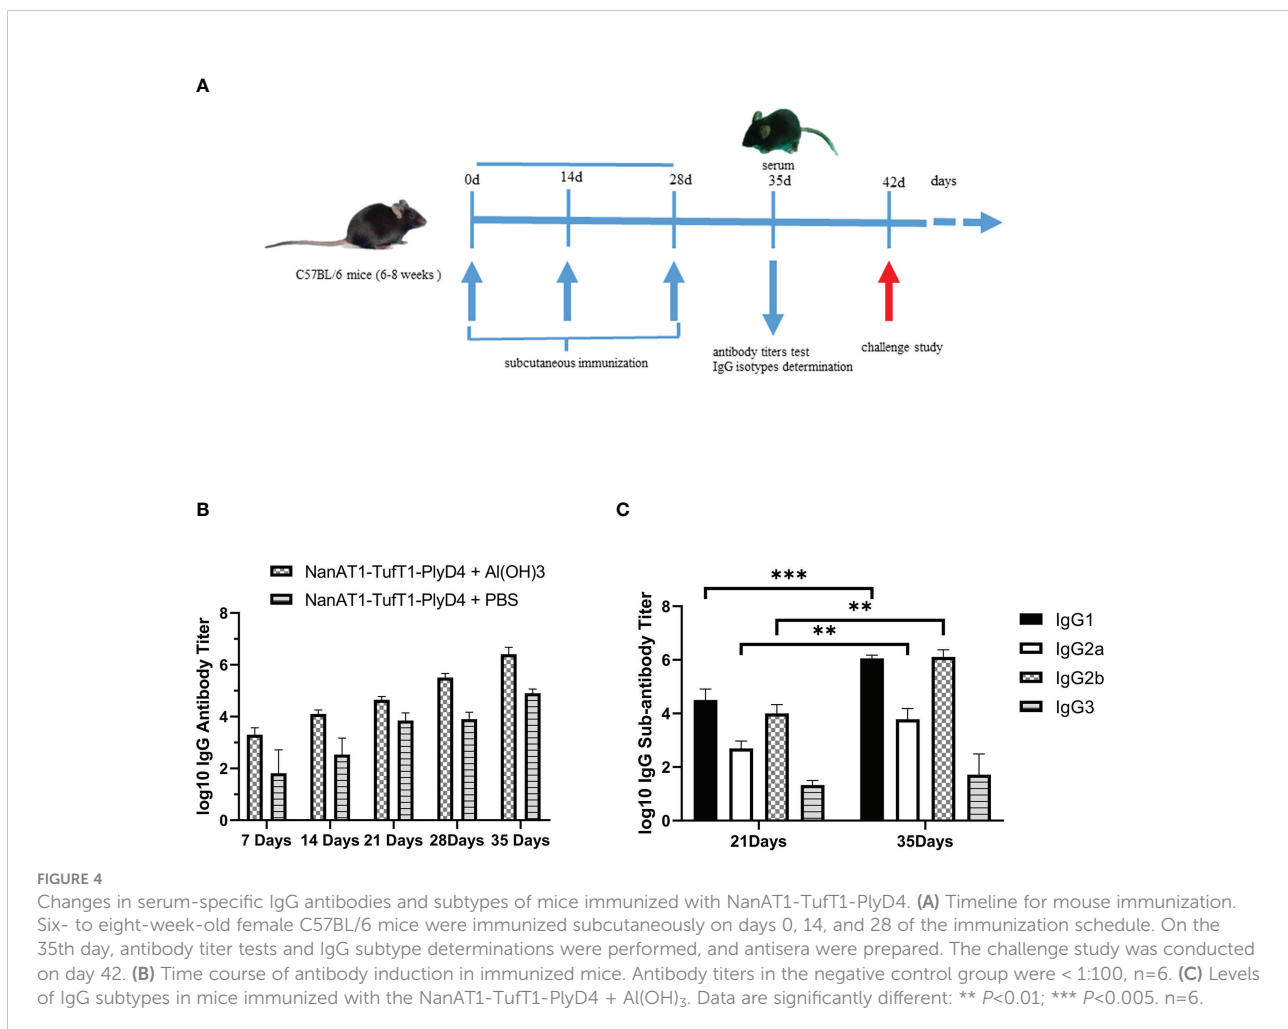 A
serum
0d 14d 28d 35d 42d days
C57BL/6 mice (6-8 weeks )
subcutaneous immunization
antibody titers test
IgG isotypes determination
challenge study
B
NanAT1-TufT1-PlyD4 + Al(OH)3
NanAT1-TufT1-PlyD4 + PBS
log10 IgG Antibody Titer
8
6
4
2
0
7 Days 14 Days 21 Days 28Days 35 Days
C
***
**
**
log10 IgG Sub-antibody Titer
8
6
4
2
0
21Days 35Days
IgG1
IgG2a
IgG2b
IgG3
FIGURE 4
Changes in serum-specific IgG antibodies and subtypes of mice immunized with NanAT1-TufT1-PlyD4. (A) Timeline for mouse immunization.
Six- to eight-week-old female C57BL/6 mice were immunized subcutaneously on days 0, 14, and 28 of the immunization schedule. On the
35th day, antibody titer tests and IgG subtype determinations were performed, and antisera were prepared. The challenge study was conducted
on day 42. (B) Time course of antibody induction in immunized mice. Antibody titers in the negative control group were < 1:100, n=6. (C) Levels
of IgG subtypes in mice immunized with the NanAT1-TufT1-PlyD4 + Al(OH)₃. Data are significantly different: ** P<0.01; *** P<0.005. n=6.